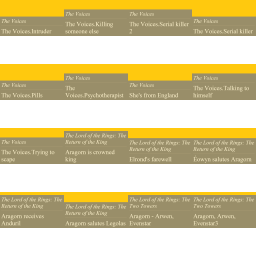 The Voices
The Voices.Intruder
The Voices
The Voices.Killing
someone else
The Voices
The Voices.Serial killer
2
The Voices
The Voices.Serial killer
The Voices
The Voices.Pills
The Voices
The
Voices.Psychotherapist
The Voices
She's from England
The Voices
The Voices.Talking to
himself
The Voices
The Voices.Trying to
scape
The Lord of the Rings: The
Return of the King
Aragorn is crowned
king
The Lord of the Rings: The
Return of the King
Elrond's farewell
The Lord of the Rings: The
Return of the King
Eowyn salutes Aragorn
The Lord of the Rings: The
Return of the King
Aragorn receives
Anduril
The Lord of the Rings: The
Return of the King
Aragorn salutes Legolas
The Lord of the Rings: The
Two Towers
Aragorn - Arwen,
Evenstar
The Lord of the Rings: The
Two Towers
Aragorn, Arwen,
Evenstar5